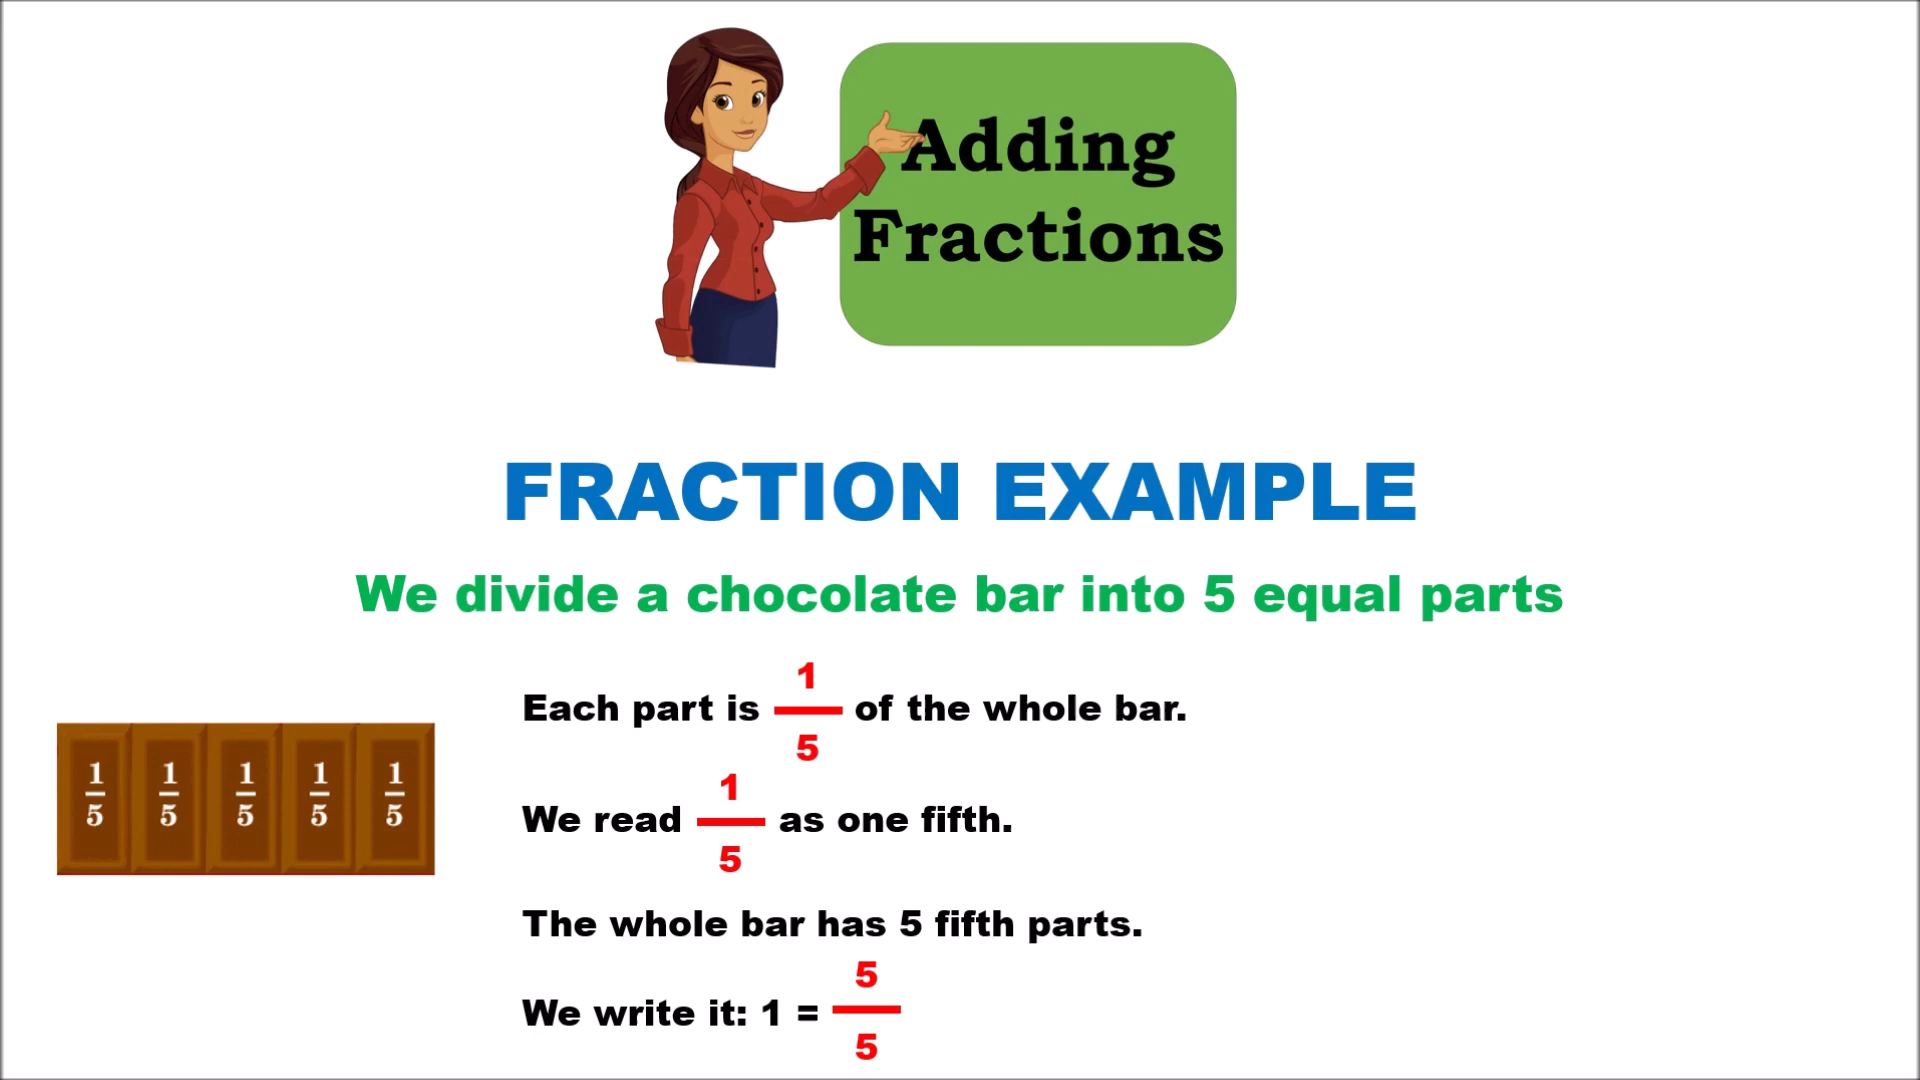 Adding
Fractions
FRACTION EXAMPLE
We divide a chocolate bar into 5 equal parts
Each part is 1/5 of the whole bar.
We read 1/5 as one fifth.
The whole bar has 5 fifth parts.
We write it: 1 = 5/5
1/5 1/5 1/5 1/5 1/5